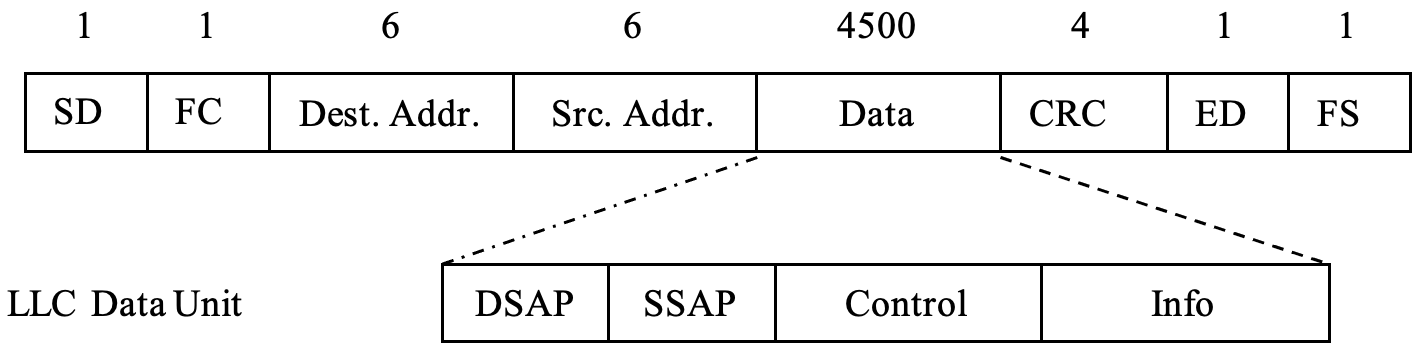 1 1 6 6 4500 4 1 1
SD FC Dest. Addr. Src. Addr. Data CRC ED FS
LLC Data Unit DSAP SSAP Control Info